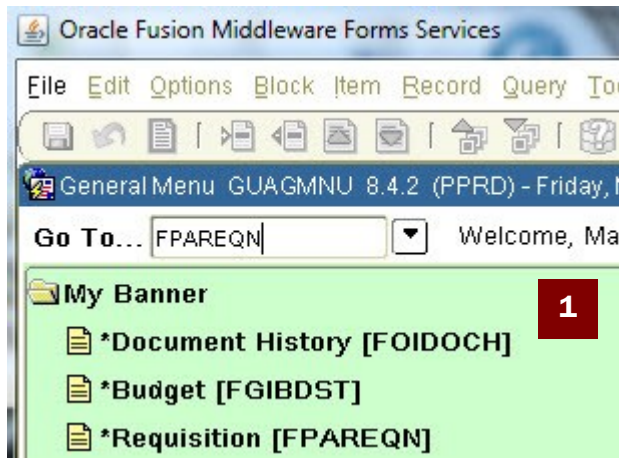 Oracle Fusion Middleware Forms Services
File Edit Options Block Item Record Query
General Menu GUAGMNU 8.4.2 (PPRD) - Friday,
Go To... FPAREQN Welcome,
My Banner
1
*Document History [FOIDOCH]
*Budget [FGIBDST]
*Requisition [FPAREQN]